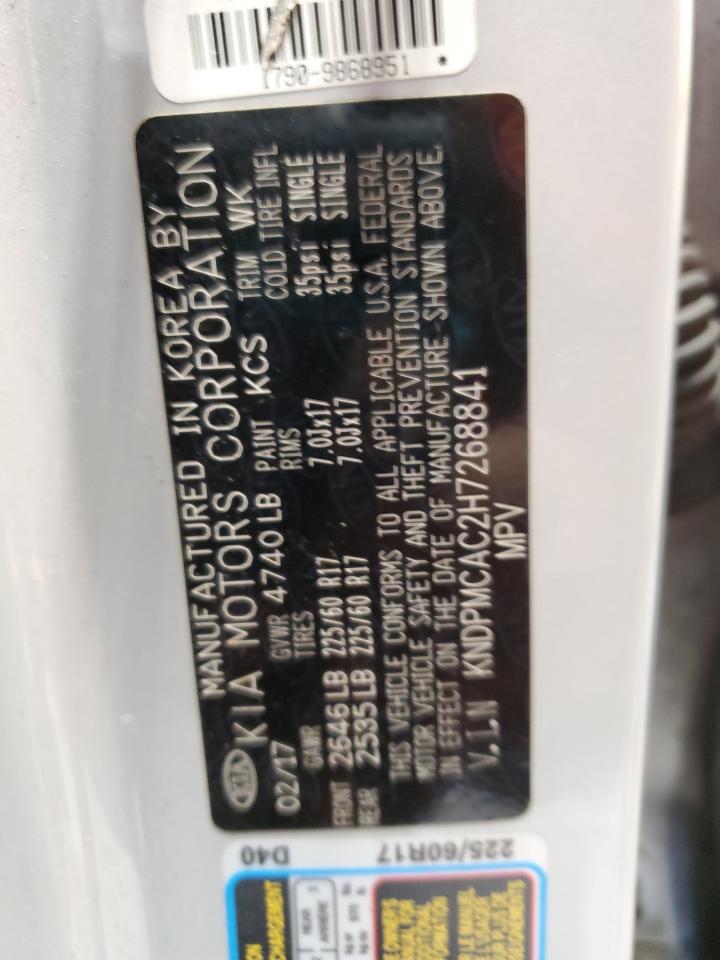 1790-9868951 *
MANUFACTURED IN KOREA BY
KIA KIA MOTORS CORPORATION
02/17 GVWR 4740LB PAINT KCS TRIM WK
GAWR TIRES RIMS COLD TIRE INFL
FRONT 2646LB 225/60 R17 7.0Jx17 35psi SINGLE
REAR 2535LB 225/60 R17 7.0Jx17 35psi SINGLE
THIS VEHICLE CONFORMS TO ALL APPLICABLE U.S.A. FEDERAL
MOTOR VEHICLE SAFETY AND THEFT PREVENTION STANDARDS
IN EFFECT ON THE DATE OF MANUFACTURE SHOWN ABOVE.
V.I.N KNDPMCAC2H7268841
MPV
D40
225/60R17
REAR
ARRIÈRE